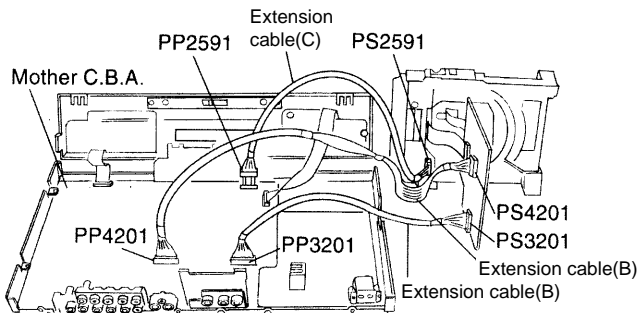 Extension
cable(C)
PP2591
PS2591
Mother C.B.A.
PS4201
PP4201
PP3201
PS3201
Extension cable(B)
Extension cable(B)